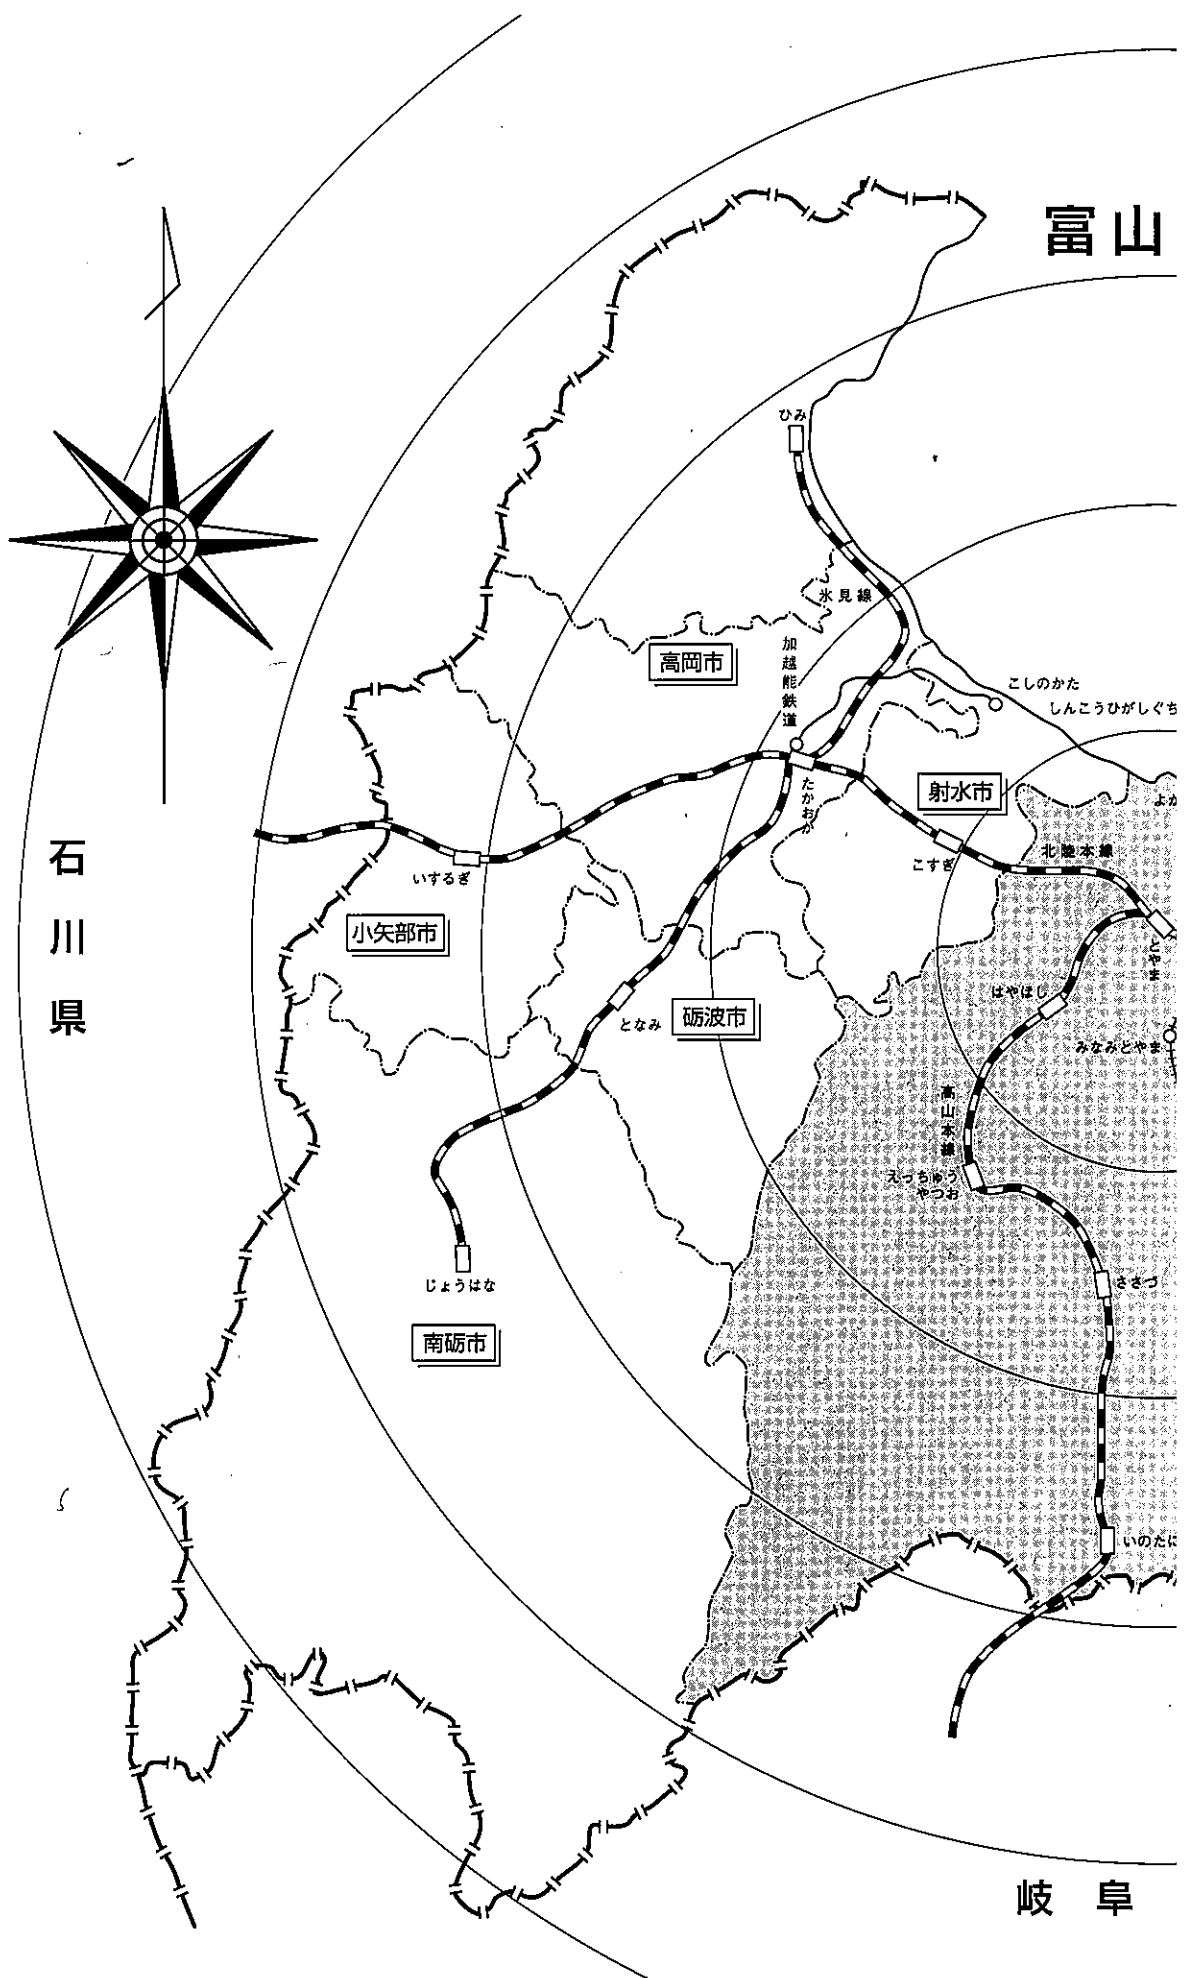 富山
ひみ
氷見線
高岡市
加越能鉄道
こしのかた
しんこうひがしぐち
射水市
たかおか
よか
北陸本線
こすぎ
いするぎ
石川県
小矢部市
とやま
はやほし
となみ
砺波市
みなみとやま
高山本線
えっちゅう
やつお
ささづ
じょうはな
南砺市
いのたに
岐阜